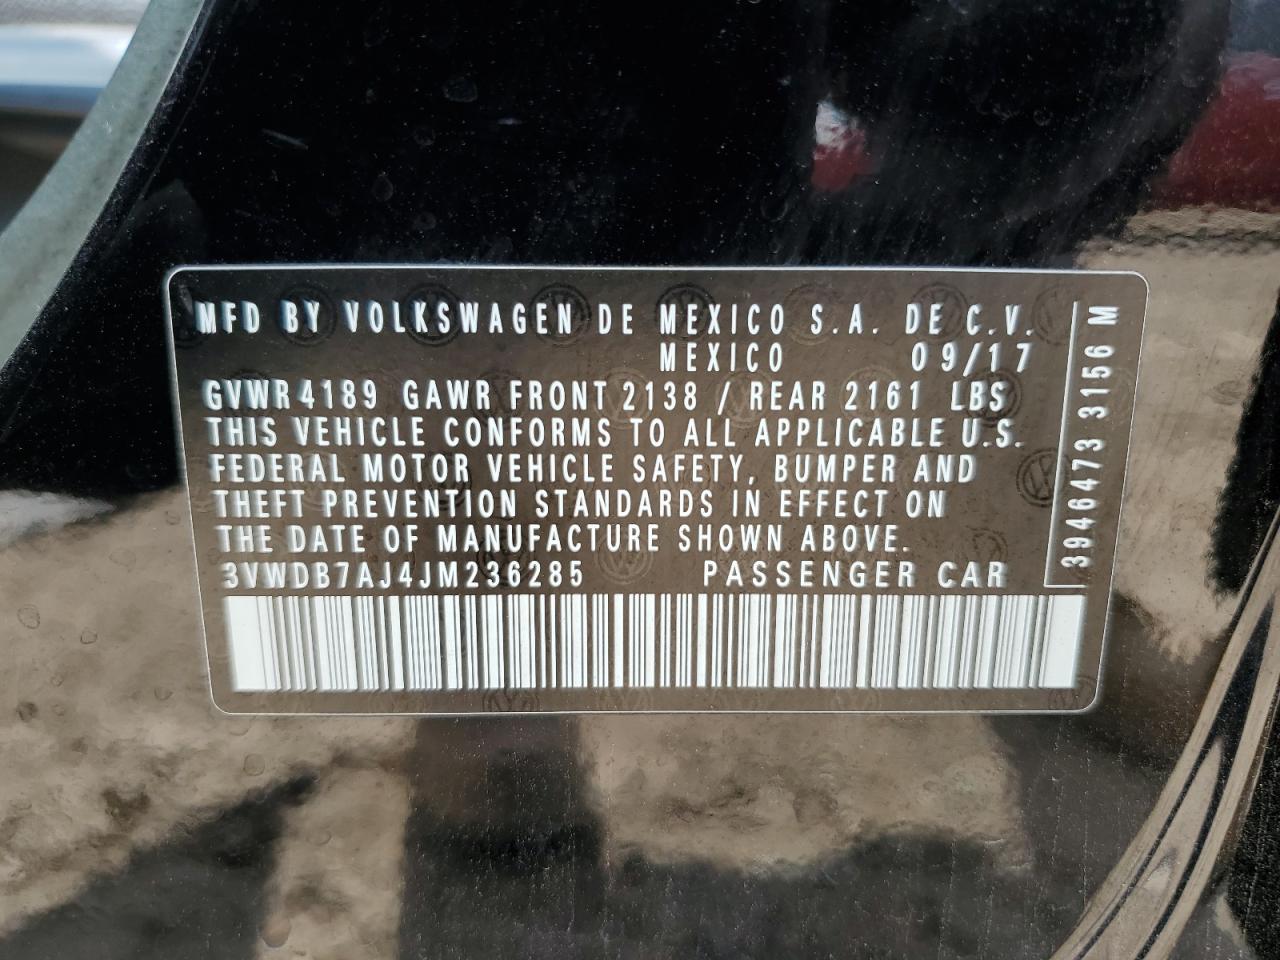 MFD BY VOLKSWAGEN DE MEXICO S.A. DE C.V.
MEXICO 09/17
GVWR 4189 GAWR FRONT 2138 / REAR 2161 LBS
THIS VEHICLE CONFORMS TO ALL APPLICABLE U.S.
FEDERAL MOTOR VEHICLE SAFETY, BUMPER AND
THEFT PREVENTION STANDARDS IN EFFECT ON
THE DATE OF MANUFACTURE SHOWN ABOVE.
3VWDB7AJ4JM236285 PASSENGER CAR
3946473 3156 M